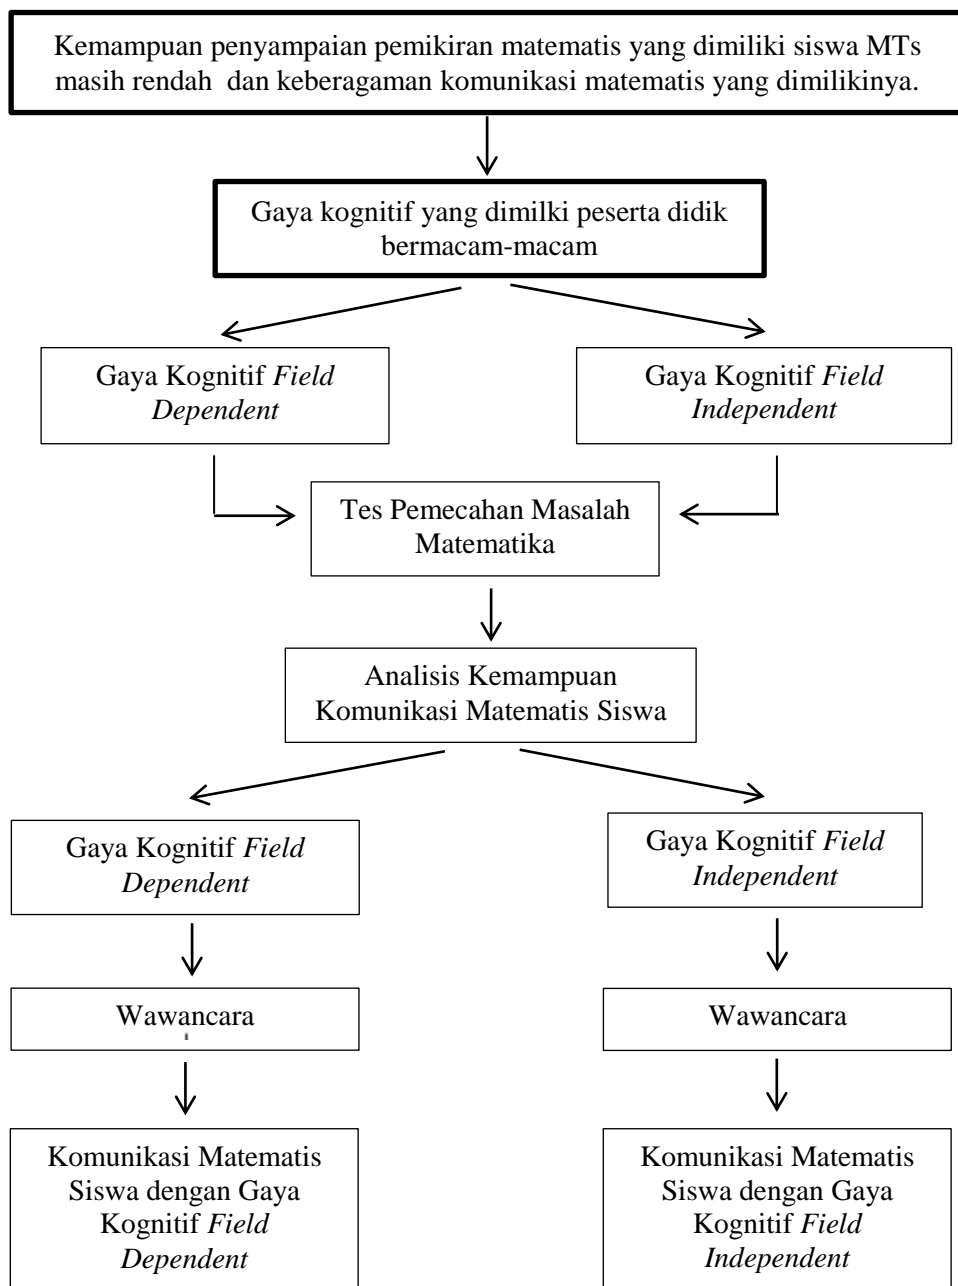 Kemampuan penyampaian pemikiran matematis yang dimiliki siswa MTs
masih rendah dan keberagaman komunikasi matematis yang dimilikinya.
Gaya kognitif yang dimilki peserta didik
bermacam-macam
Gaya Kognitif Field
Dependent
Gaya Kognitif Field
Independent
Tes Pemecahan Masalah
Matematika
Analisis Kemampuan
Komunikasi Matematis Siswa
Gaya Kognitif Field
Dependent
Gaya Kognitif Field
Independent
Wawancara
Wawancara
Komunikasi Matematis
Siswa dengan Gaya
Kognitif Field
Dependent
Komunikasi Matematis
Siswa dengan Gaya
Kognitif Field
Independent